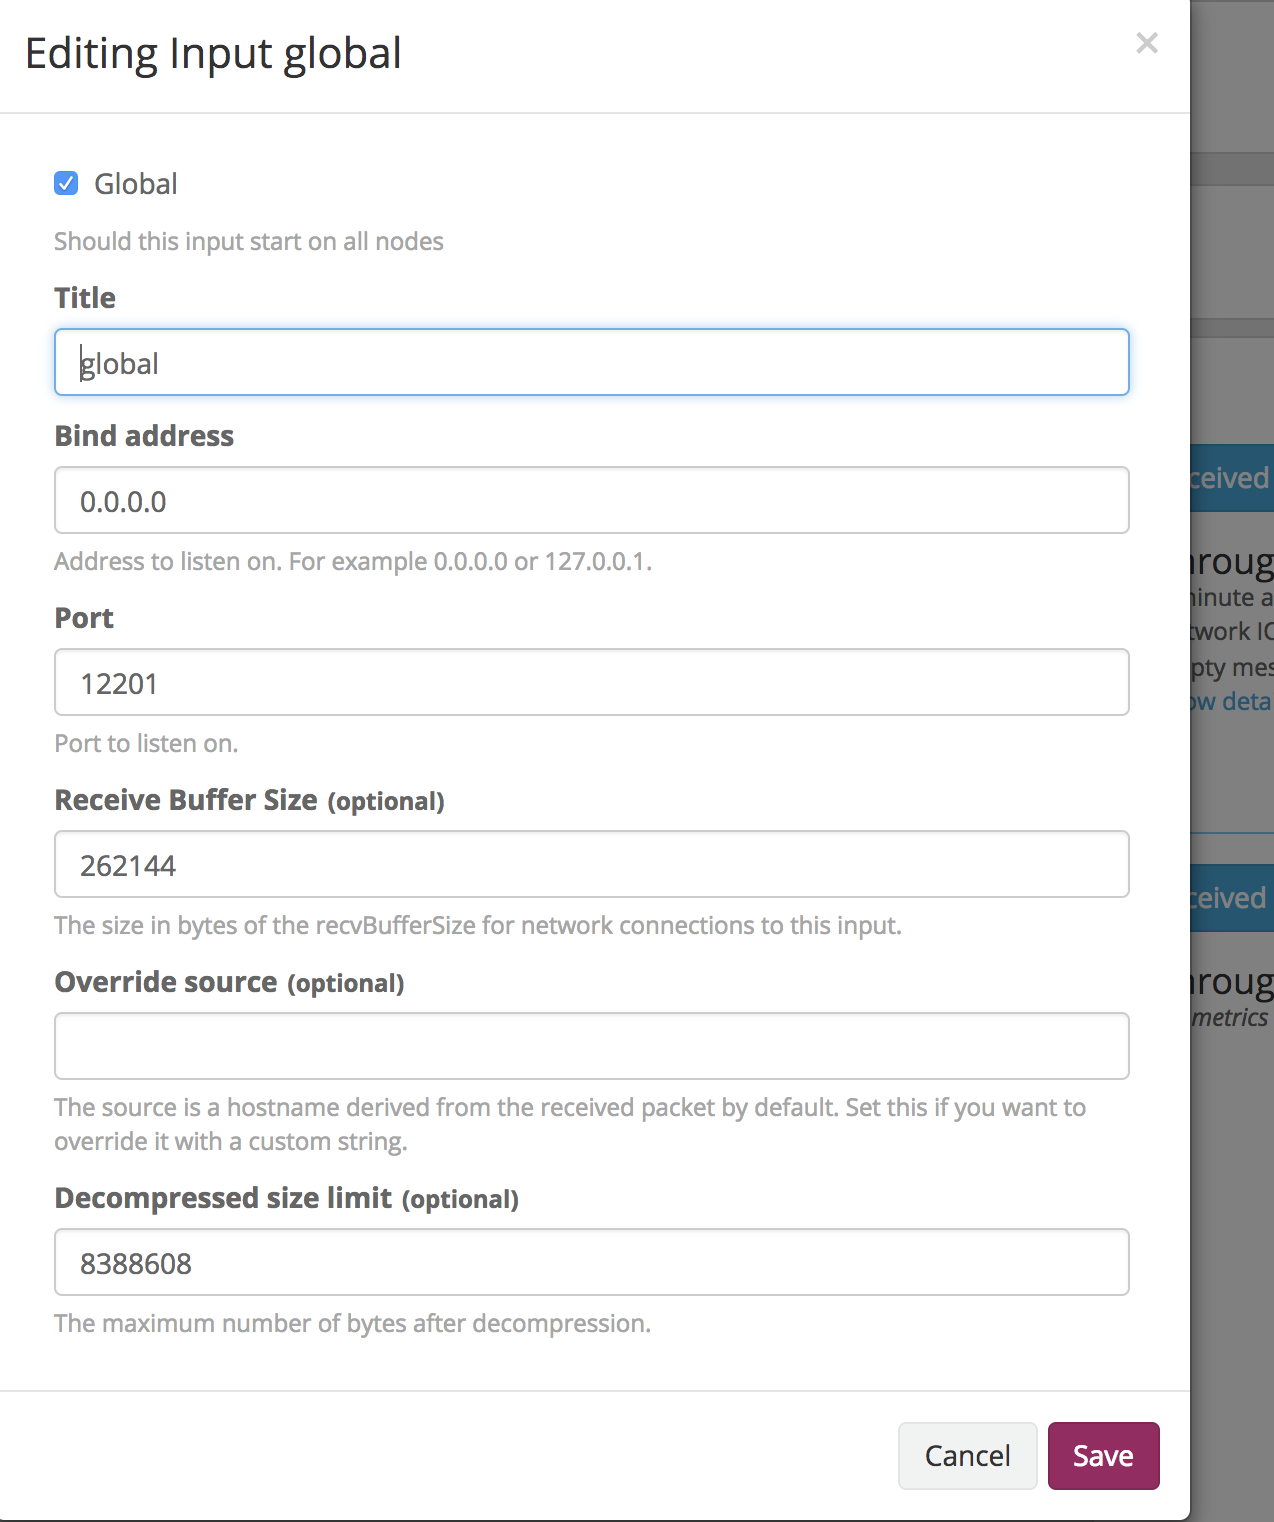 Editing Input global
×
Global
Should this input start on all nodes
Title
global
Bind address
0.0.0.0
Address to listen on. For example 0.0.0.0 or 127.0.0.1.
Port
12201
Port to listen on.
Receive Buffer Size (optional)
262144
The size in bytes of the recvBufferSize for network connections to this input.
Override source (optional)
The source is a hostname derived from the received packet by default. Set this if you want to
override it with a custom string.
Decompressed size limit (optional)
8388608
The maximum number of bytes after decompression.
Cancel Save
ceived
roug
inute a
twork IO
pty mes
ow deta
ceived
roug
metrics